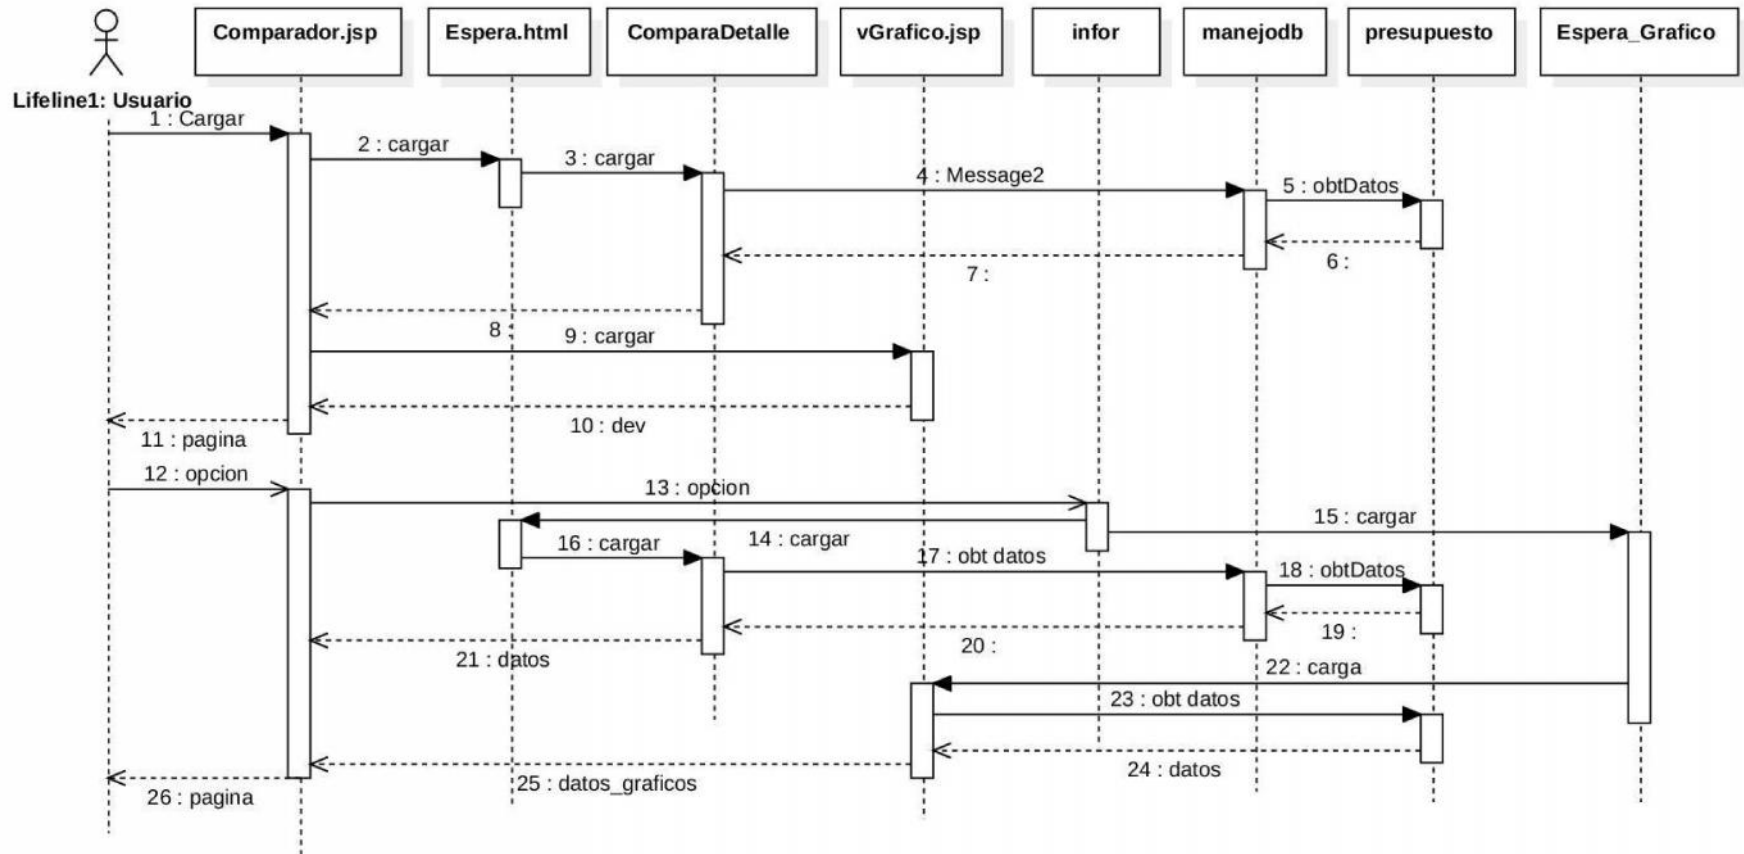 Comparador.jsp
Espera.html
ComparaDetalle
vGrafico.jsp
infor
manejodb
presupuesto
Espera_Grafico
Lifeline1: Usuario
1 : Cargar
2 : cargar
3 : cargar
4 : Message2
5 : obtDatos
6 :
7 :
8 :
9 : cargar
10 : dev
11 : pagina
12 : opcion
13 : opcion
14 : cargar
15 : cargar
16 : cargar
17 : obt datos
18 : obtDatos
19 :
20 :
21 : datos
22 : carga
23 : obt datos
24 : datos
25 : datos_graficos
26 : pagina